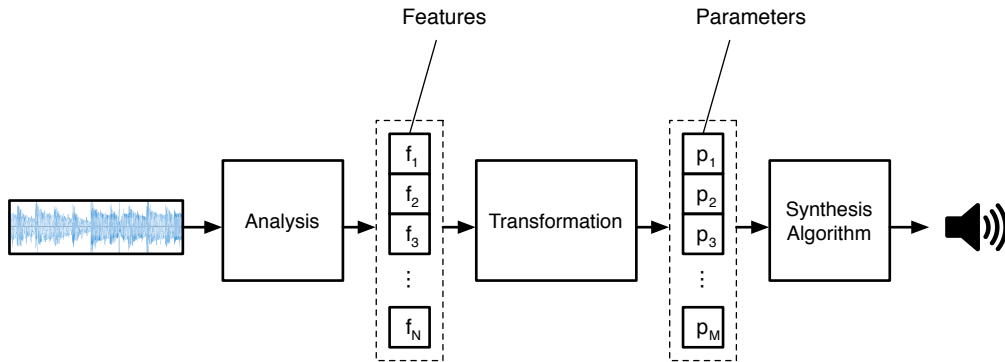 Features
Parameters
Analysis
f1
f2
f3
⋮
fN
Transformation
p1
p2
p3
⋮
pM
Synthesis
Algorithm